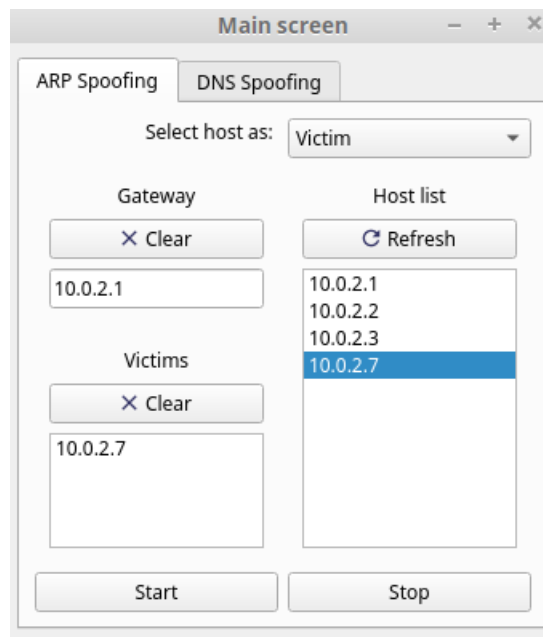 Main screen
ARP Spoofing DNS Spoofing
Select host as: Victim
Gateway
Clear
10.0.2.1
Victims
Clear
10.0.2.7
Host list
Refresh
10.0.2.1
10.0.2.2
10.0.2.3
10.0.2.7
Start Stop